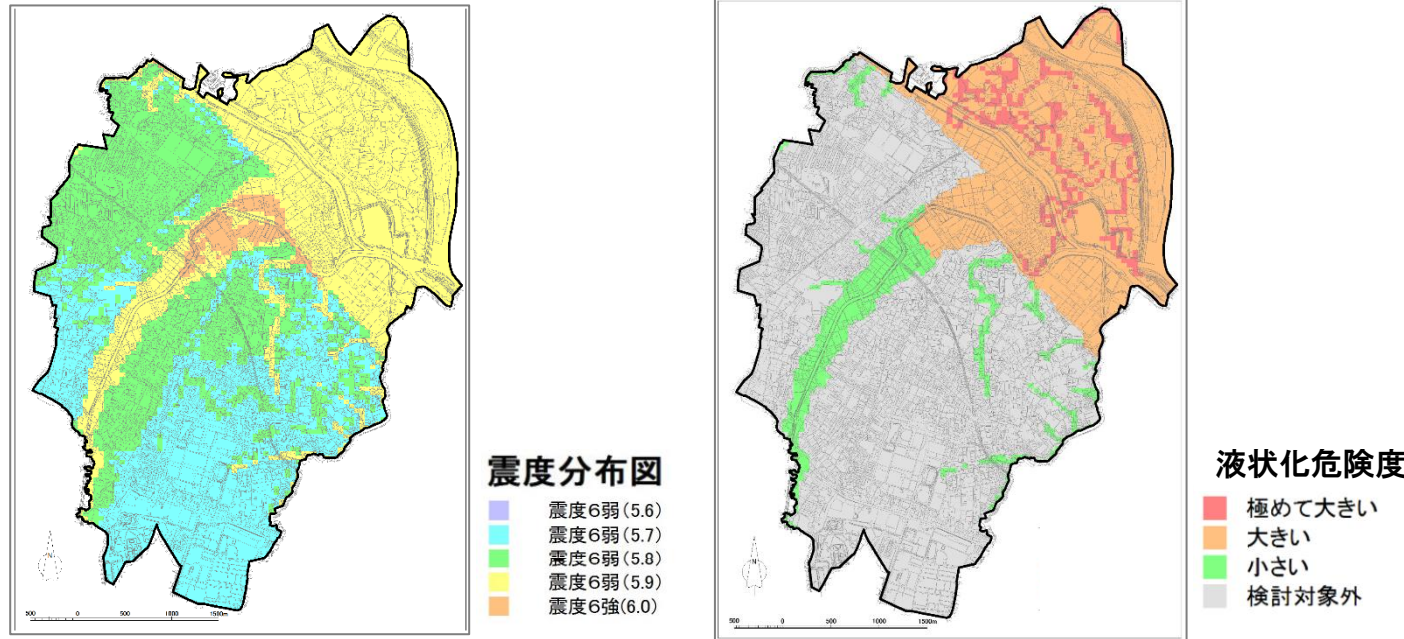 震度分布図
震度6弱(5.6)
震度6弱(5.7)
震度6弱(5.8)
震度6弱(5.9)
震度6強(6.0)
500 0 500 1000 1500m
液状化危険度
極めて大きい
大きい
小さい
検討対象外
N
500 0 500 1000 1500m